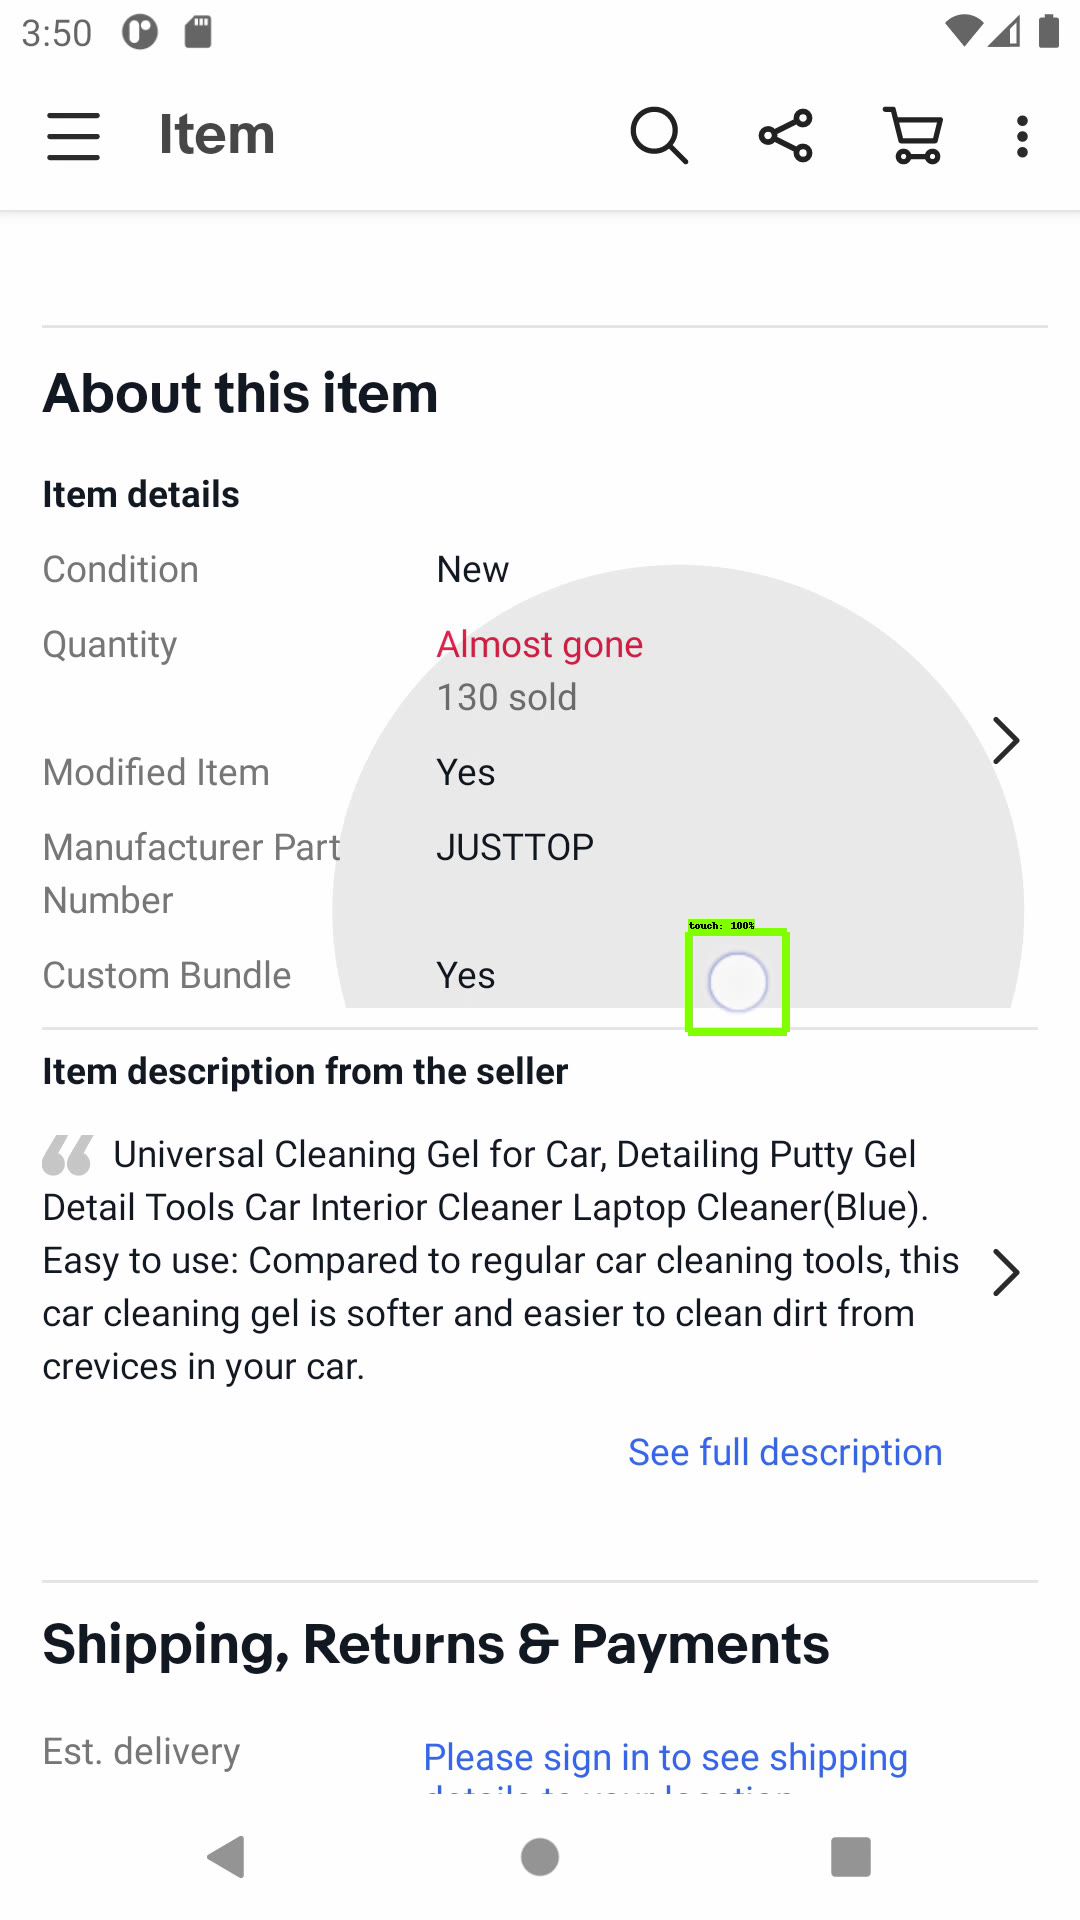 3:50
Item
About this item
Item details
Condition New
Quantity Almost gone
130 sold
Modified Item Yes
Manufacturer Part JUSTTOP
Number
touch: 100%
Custom Bundle Yes
Item description from the seller
“ Universal Cleaning Gel for Car, Detailing Putty Gel
Detail Tools Car Interior Cleaner Laptop Cleaner(Blue).
Easy to use: Compared to regular car cleaning tools, this
car cleaning gel is softer and easier to clean dirt from
crevices in your car.
See full description
Shipping, Returns & Payments
Est. delivery Please sign in to see shipping
details to your location